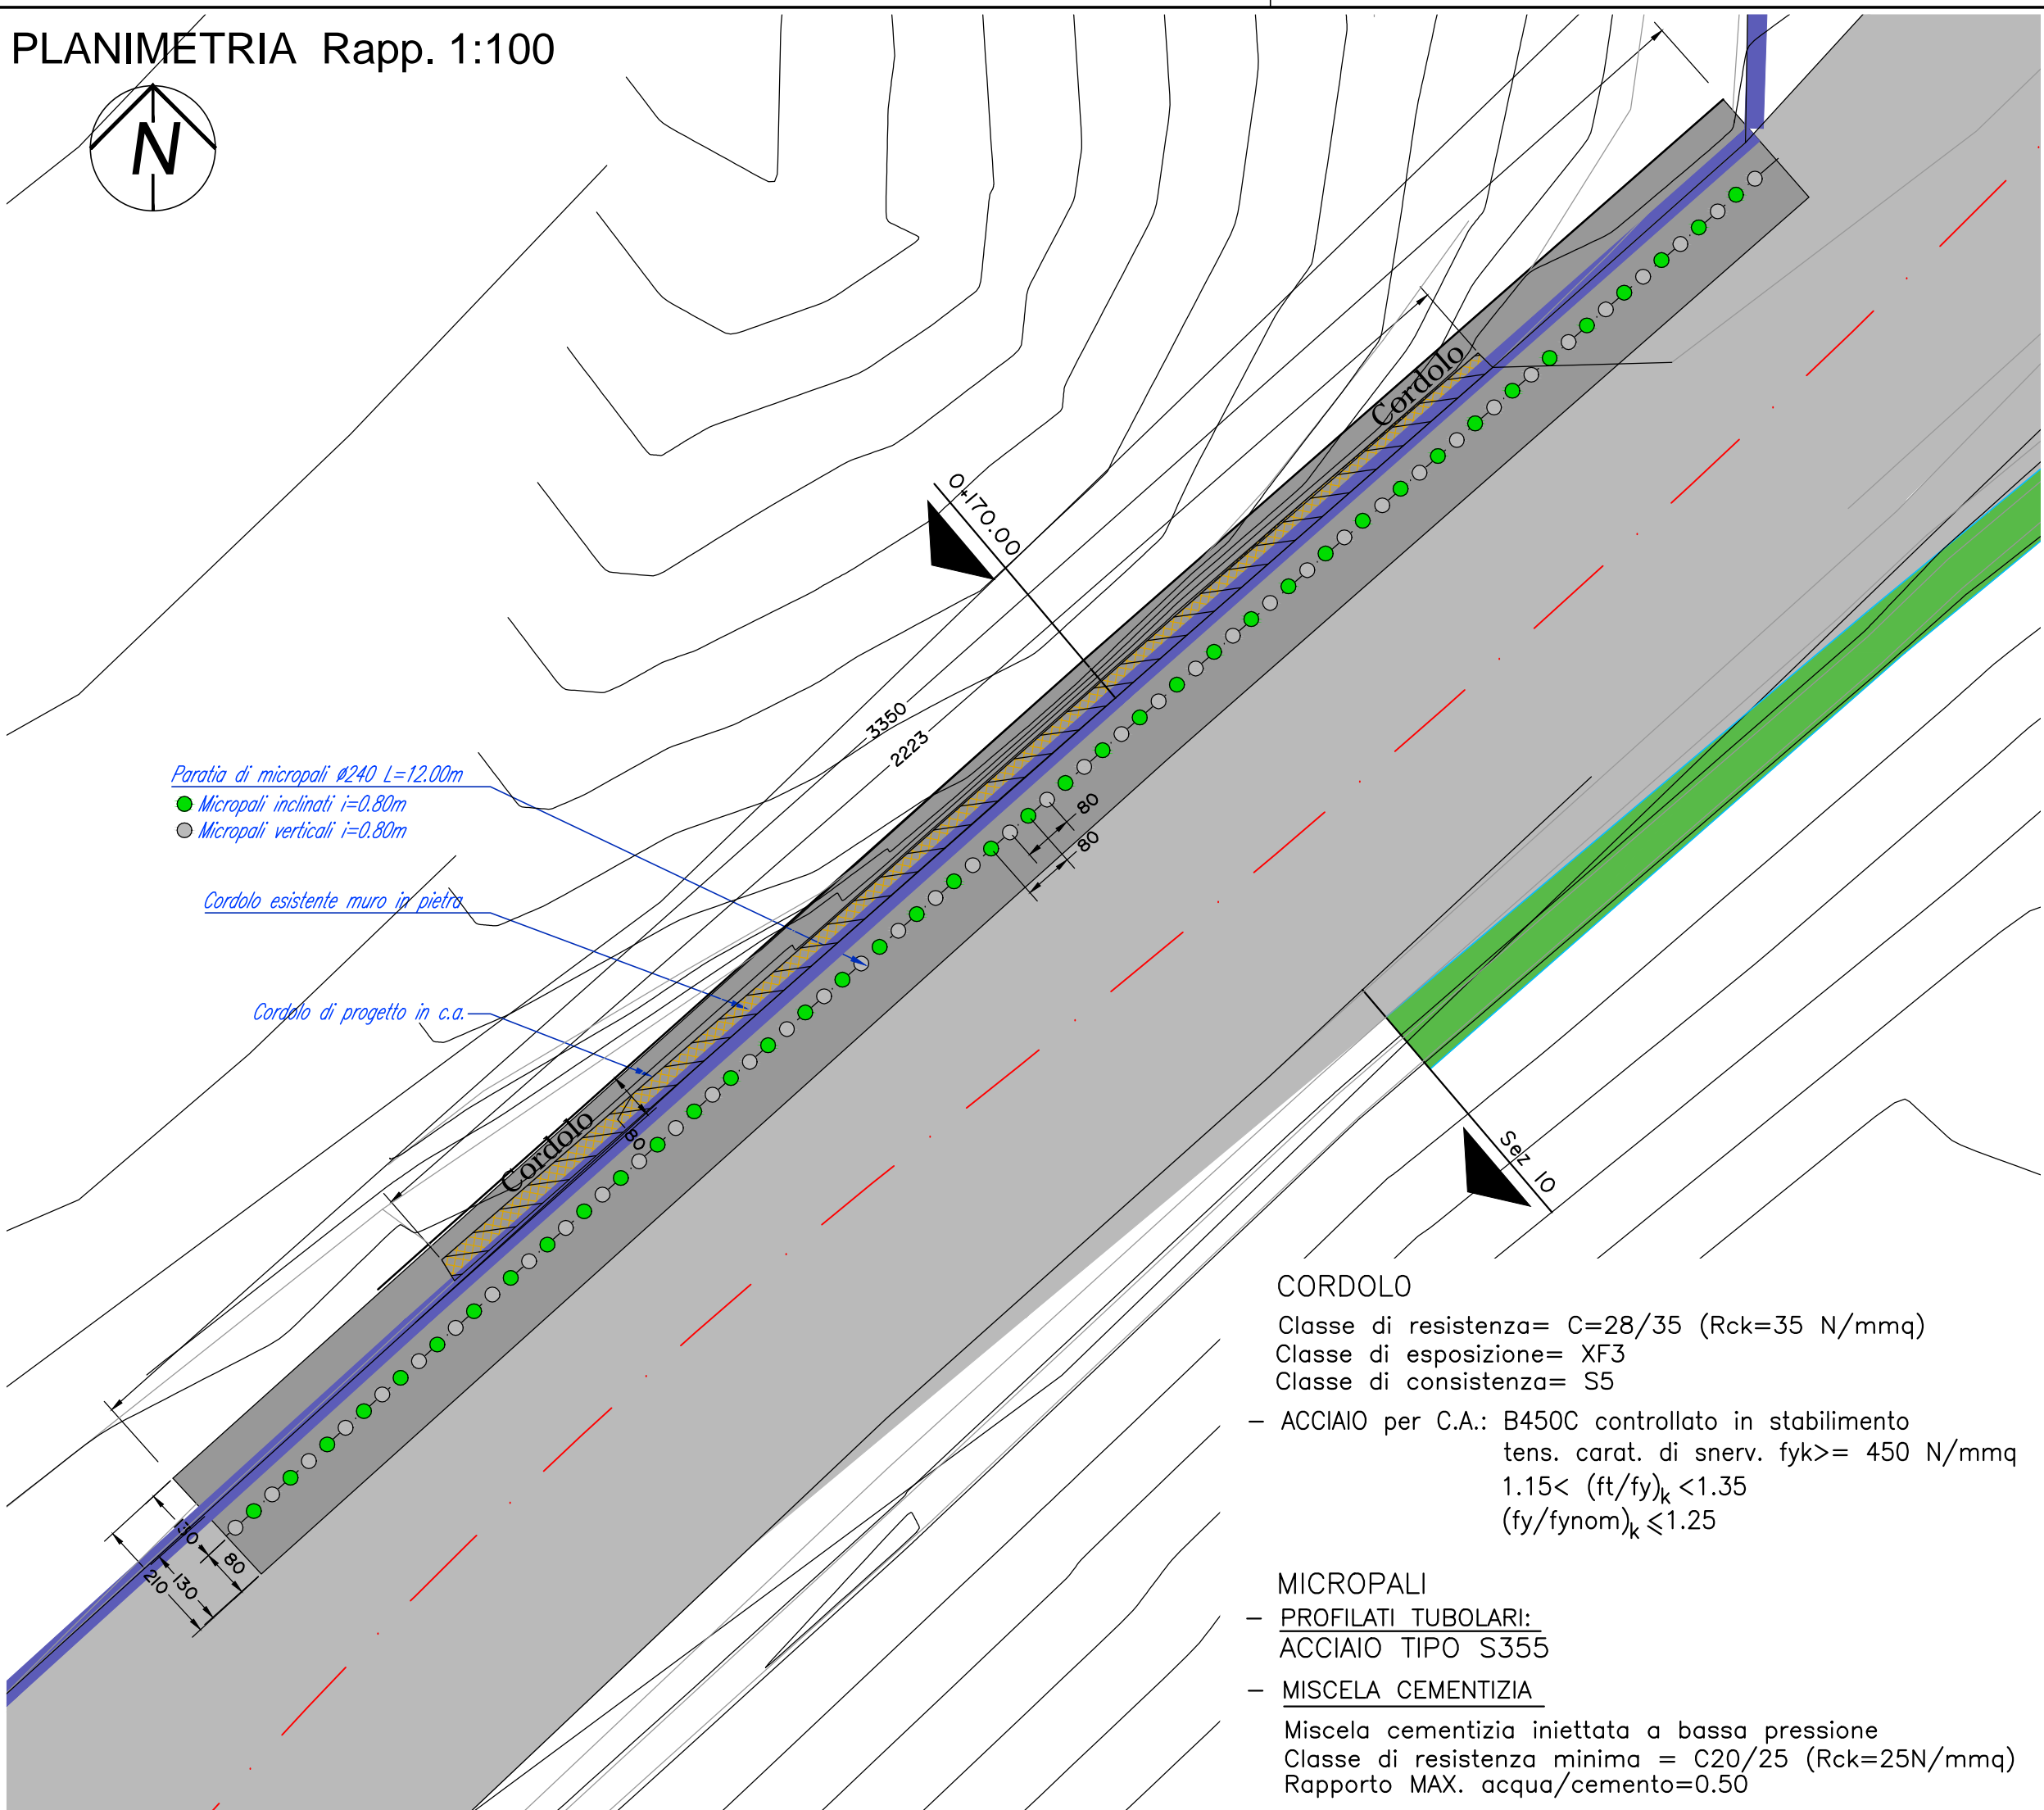 PLANIMETRIA Rapp. 1:100
N
Cordolo
0+170.00
3350
2223
Paratia di micropali ø240 L=12.00m
Micropali inclinati i=0.80m
Micropali verticali i=0.80m
80
80
Cordolo esistente muro in pietra
Cordolo di progetto in c.a.
Cordolo
80
Sez 10
130
80
130
210
CORDOLO
Classe di resistenza= C=28/35 (Rck=35 N/mmq)
Classe di esposizione= XF3
Classe di consistenza= S5
– ACCIAIO per C.A.: B450C controllato in stabilimento
tens. carat. di snerv. fyk>= 450 N/mmq
1.15< (ft/fy)k <1.35
(fy/fynom)k ⩽1.25
MICROPALI
– PROFILATI TUBOLARI:
ACCIAIO TIPO S355
– MISCELA CEMENTIZIA
Miscela cementizia iniettata a bassa pressione
Classe di resistenza minima = C20/25 (Rck=25N/mmq)
Rapporto MAX. acqua/cemento=0.50